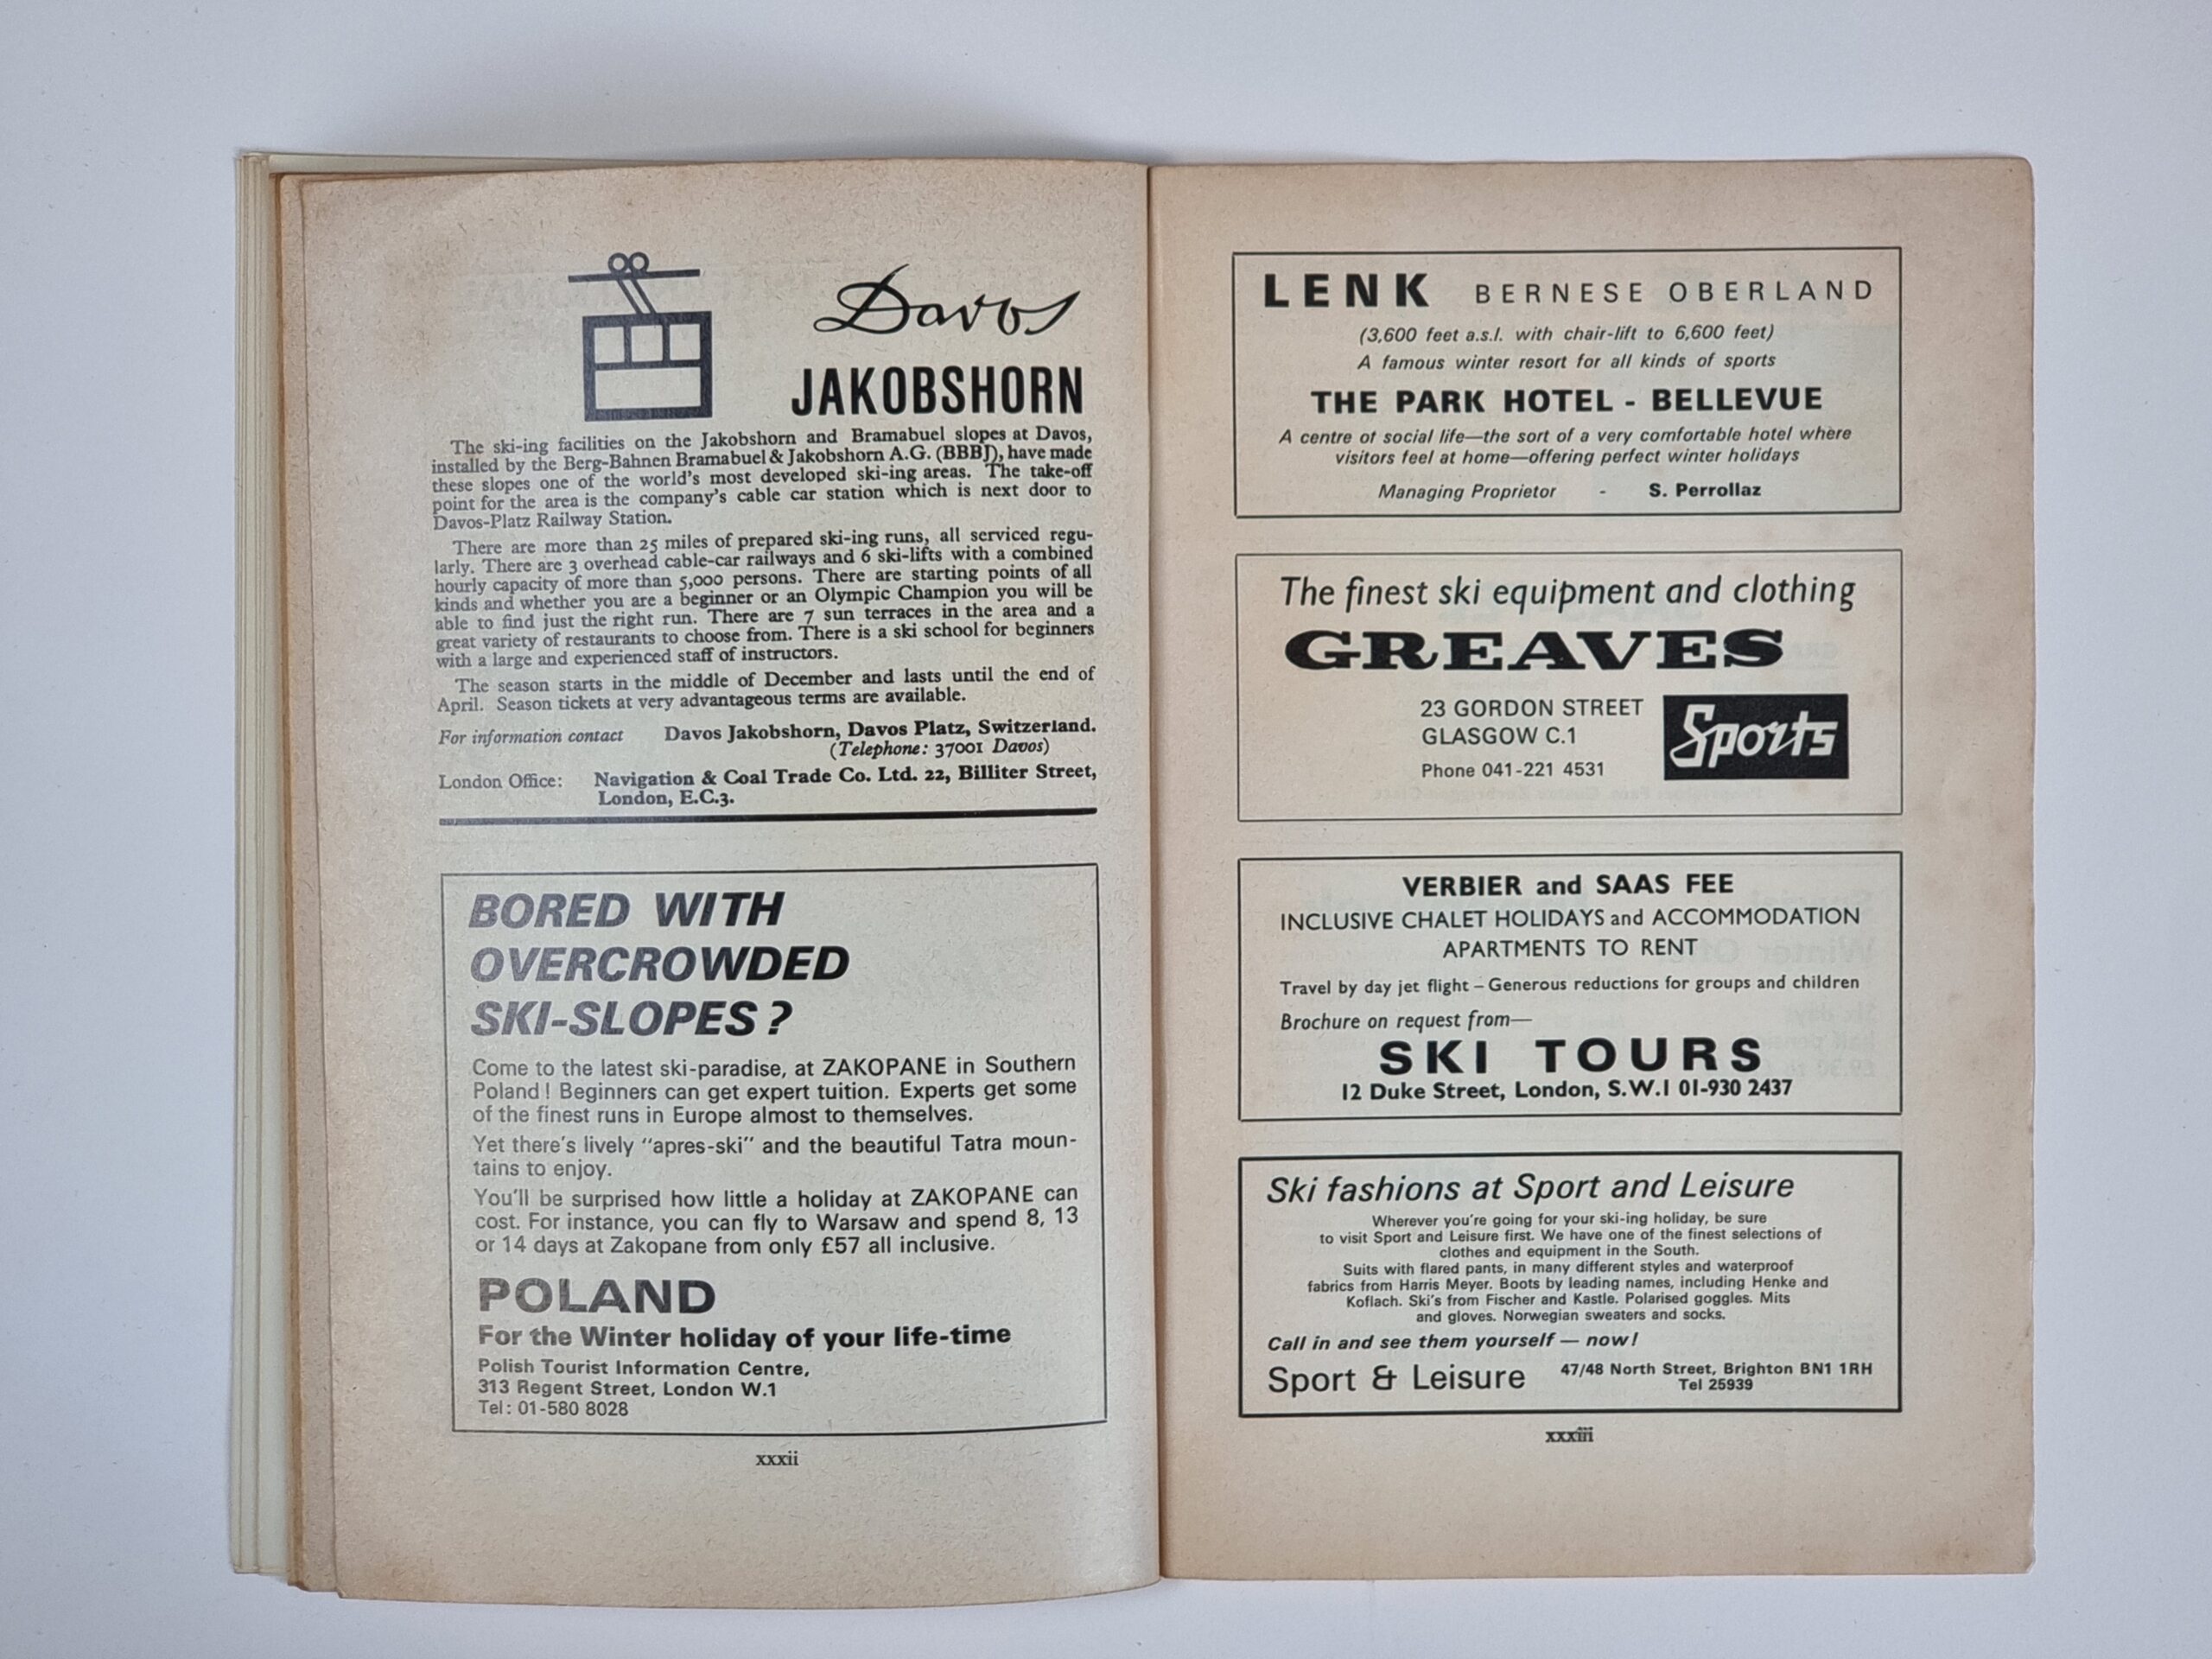 Davos
JAKOBSHORN
The ski-ing facilities on the Jakobshorn and Bramabuel slopes at Davos,
installed by the Berg-Bahnen Bramabuel & Jakobshorn A.G. (BBBJ), have made
these slopes one of the world's most developed ski-ing areas. The take-off
point for the area is the company's cable car station which is next door to
Davos-Platz Railway Station.
There are more than 25 miles of prepared ski-ing runs, all serviced regu-
larly. There are 3 overhead cable-car railways and 6 ski-lifts with a combined
hourly capacity of more than 5,000 persons. There are starting points of all
kinds and whether you are a beginner or an Olympic Champion you will be
able to find just the right run. There are 7 sun terraces in the area and a
great variety of restaurants to choose from. There is a ski school for beginners
with a large and experienced staff of instructors.
The season starts in the middle of December and lasts until the end of
April. Season tickets at very advantageous terms are available.
For information contact Davos Jakobshorn, Davos Platz, Switzerland.
(Telephone: 37001 Davos)
London Office: Navigation & Coal Trade Co. Ltd. 22, Billiter Street,
London, E.C.3.
BORED WITH
OVERCROWDED
SKI-SLOPES?
Come to the latest ski-paradise, at ZAKOPANE in Southern
Poland! Beginners can get expert tuition. Experts get some
of the finest runs in Europe almost to themselves.
Yet there's lively "apres-ski" and the beautiful Tatra moun-
tains to enjoy.
You'll be surprised how little a holiday at ZAKOPANE can
cost. For instance, you can fly to Warsaw and spend 8, 13
or 14 days at Zakopane from only £57 all inclusive.
POLAND
For the Winter holiday of your life-time
Polish Tourist Information Centre,
313 Regent Street, London W.1
Tel: 01-580 8028
xxxii
LENK BERNESE OBERLAND
(3,600 feet a.s.l. with chair-lift to 6,600 feet)
A famous winter resort for all kinds of sports
THE PARK HOTEL - BELLEVUE
A centre of social life—the sort of a very comfortable hotel where
visitors feel at home—offering perfect winter holidays
Managing Proprietor - S. Perrollaz
The finest ski equipment and clothing
GREAVES
23 GORDON STREET
GLASGOW C.1
Phone 041-221 4531
Sports
VERBIER and SAAS FEE
INCLUSIVE CHALET HOLIDAYS and ACCOMMODATION
APARTMENTS TO RENT
Travel by day jet flight – Generous reductions for groups and children
Brochure on request from—
SKI TOURS
12 Duke Street, London, S.W.1 01-930 2437
Ski fashions at Sport and Leisure
Wherever you're going for your ski-ing holiday, be sure
to visit Sport and Leisure first. We have one of the finest selections of
clothes and equipment in the South.
Suits with flared pants, in many different styles and waterproof
fabrics from Harris Meyer. Boots by leading names, including Henke and
Koflach. Ski's from Fischer and Kastle. Polarised goggles. Mits
and gloves. Norwegian sweaters and socks.
Call in and see them yourself — now!
Sport & Leisure 47/48 North Street, Brighton BN1 1RH
Tel 25939
xxxiii